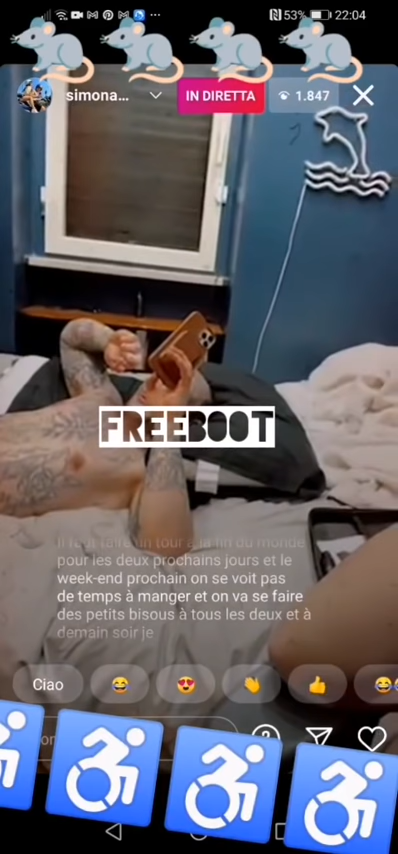 53% 22:04
simona...
IN DIRETTA
1.847
FREEBOOT
Il faut faire un tour à la fin du monde
pour les deux prochains jours et le
week-end prochain on se voit pas
de temps à manger et on va se faire
des petits bisous à tous les deux et à
demain soir je
Ciao